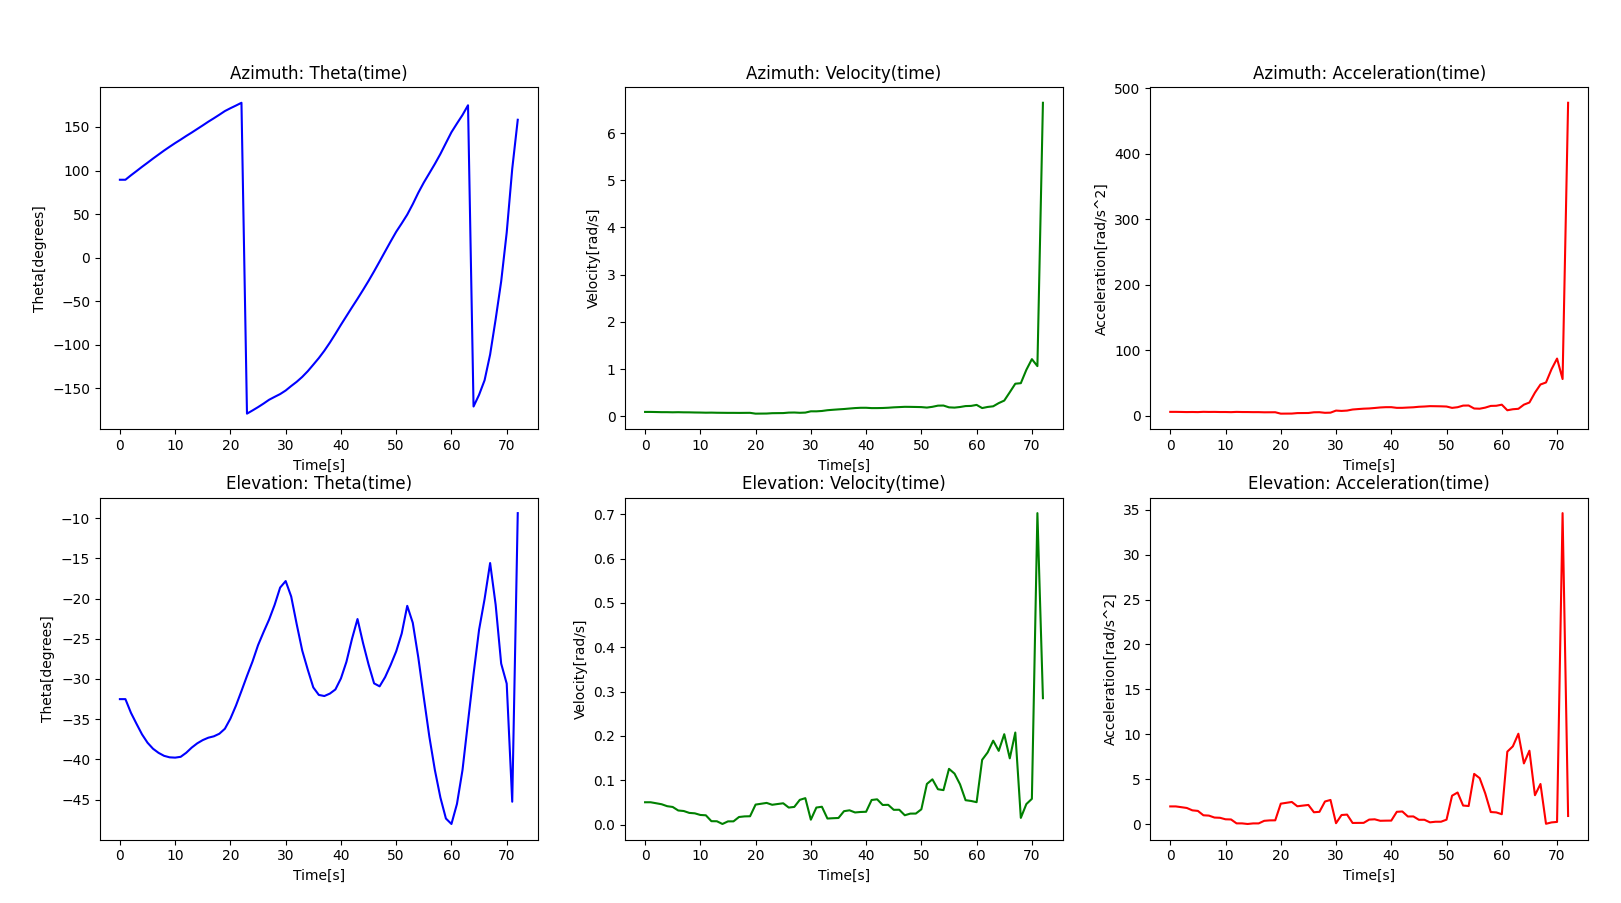 Azimuth: Theta(time)
Azimuth: Velocity(time)
Azimuth: Acceleration(time)
Theta[degrees]
150
100
50
0
−50
−100
−150
0 10 20 30 40 50 60 70
Time[s]
Velocity[rad/s]
6
5
4
3
2
1
0
0 10 20 30 40 50 60 70
Time[s]
Acceleration[rad/s^2]
500
400
300
200
100
0
0 10 20 30 40 50 60 70
Time[s]
Elevation: Theta(time)
Elevation: Velocity(time)
Elevation: Acceleration(time)
Theta[degrees]
−10
−15
−20
−25
−30
−35
−40
−45
0 10 20 30 40 50 60 70
Time[s]
Velocity[rad/s]
0.7
0.6
0.5
0.4
0.3
0.2
0.1
0.0
0 10 20 30 40 50 60 70
Time[s]
Acceleration[rad/s^2]
35
30
25
20
15
10
5
0
0 10 20 30 40 50 60 70
Time[s]